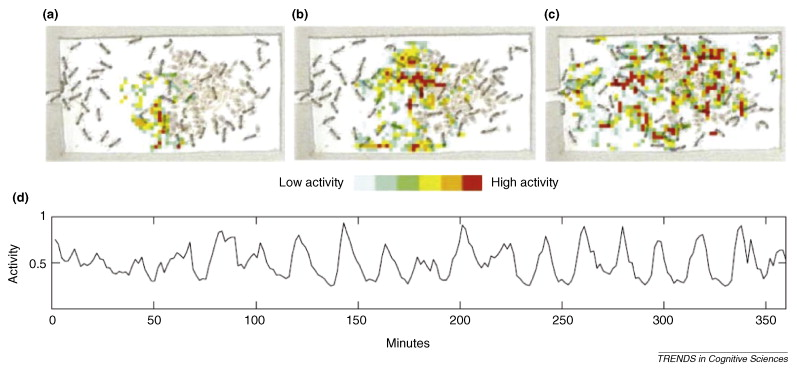 (a)
(b)
(c)
Low activity
High activity
(d)
1
0.5
Activity
0
50
100
150
200
250
300
350
Minutes
TRENDS in Cognitive Sciences